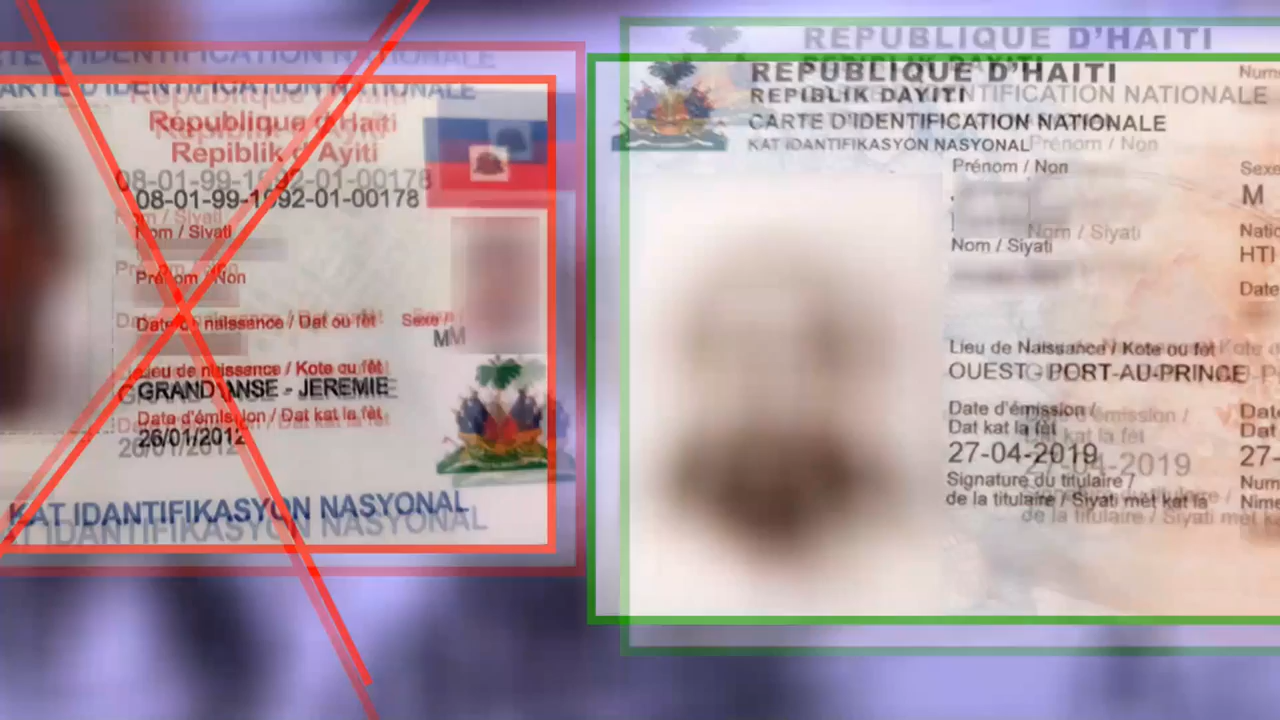 CARTE D'IDENTIFICATION NATIONALE
République d'Haïti
Repiblik d'Ayiti
08-01-99-1992-01-00178
Nom / Siyati
Prénom / Non
Date de naissance / Dat ou fèt
Sexe
M
Lieu de naissance / Kote ou fèt
GRAND'ANSE - JEREMIE
Date d'émission / Dat kat la fèt
26/01/2012
KAT IDANTIFIKASYON NASYONAL
REPUBLIQUE D'HAITI
REPIBLIK DAYITI
CARTE D'IDENTIFICATION NATIONALE
KAT IDANTIFIKASYON NASYONAL
Prénom / Non
Sexe
M
Nom / Siyati
HTI
Date
Lieu de Naissance / Kote ou fèt
OUEST PORT-AU-PRINCE
Date d'émission /
Dat kat la fèt
Dat
27-04-2019
27-
Signature du titulaire /
de la titulaire / Siyati mèt kat la